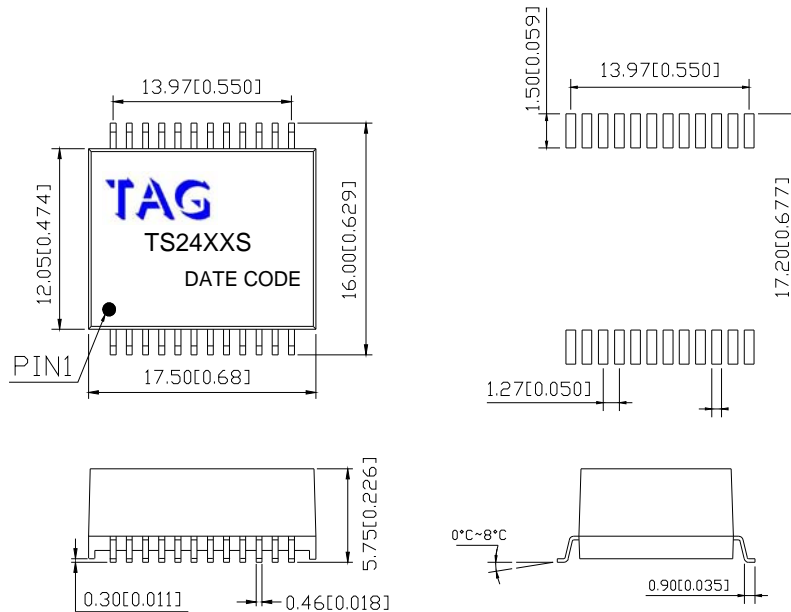 13.97[0.550]
TAG
TS24XXS
DATE CODE
12.05[0.474]
16.00[0.629]
PIN1
17.50[0.68]
1.50[0.059]
13.97[0.550]
17.20[0.677]
1.27[0.050]
5.75[0.226]
0.30[0.011]
0.46[0.018]
0°C~8°C
0.90[0.035]